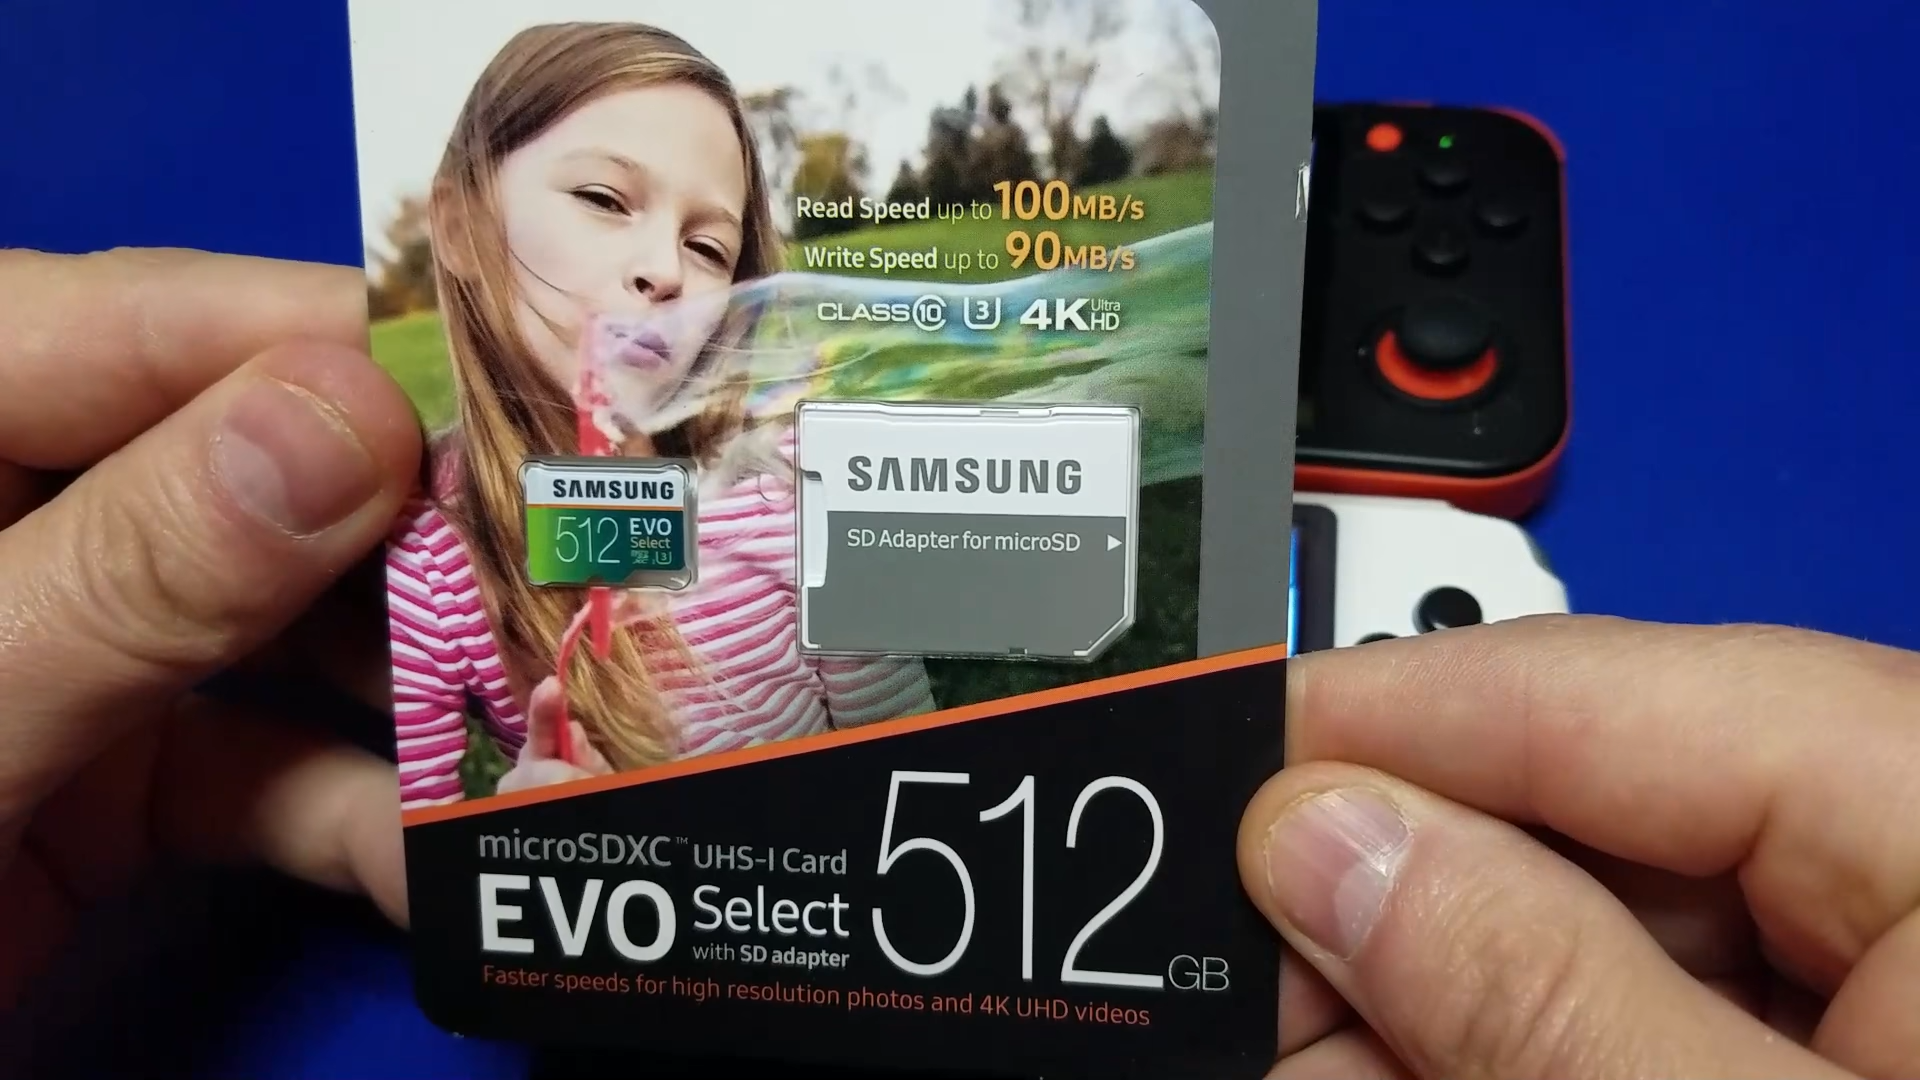 Read Speed up to 100MB/s
Write Speed up to 90MB/s
CLASS 10 U3 4K Ultra HD
SAMSUNG
512 EVO
Select
SAMSUNG
SD Adapter for microSD
microSDXC™ UHS-I Card
EVO Select
with SD adapter
512 GB
Faster speeds for high resolution photos and 4K UHD videos